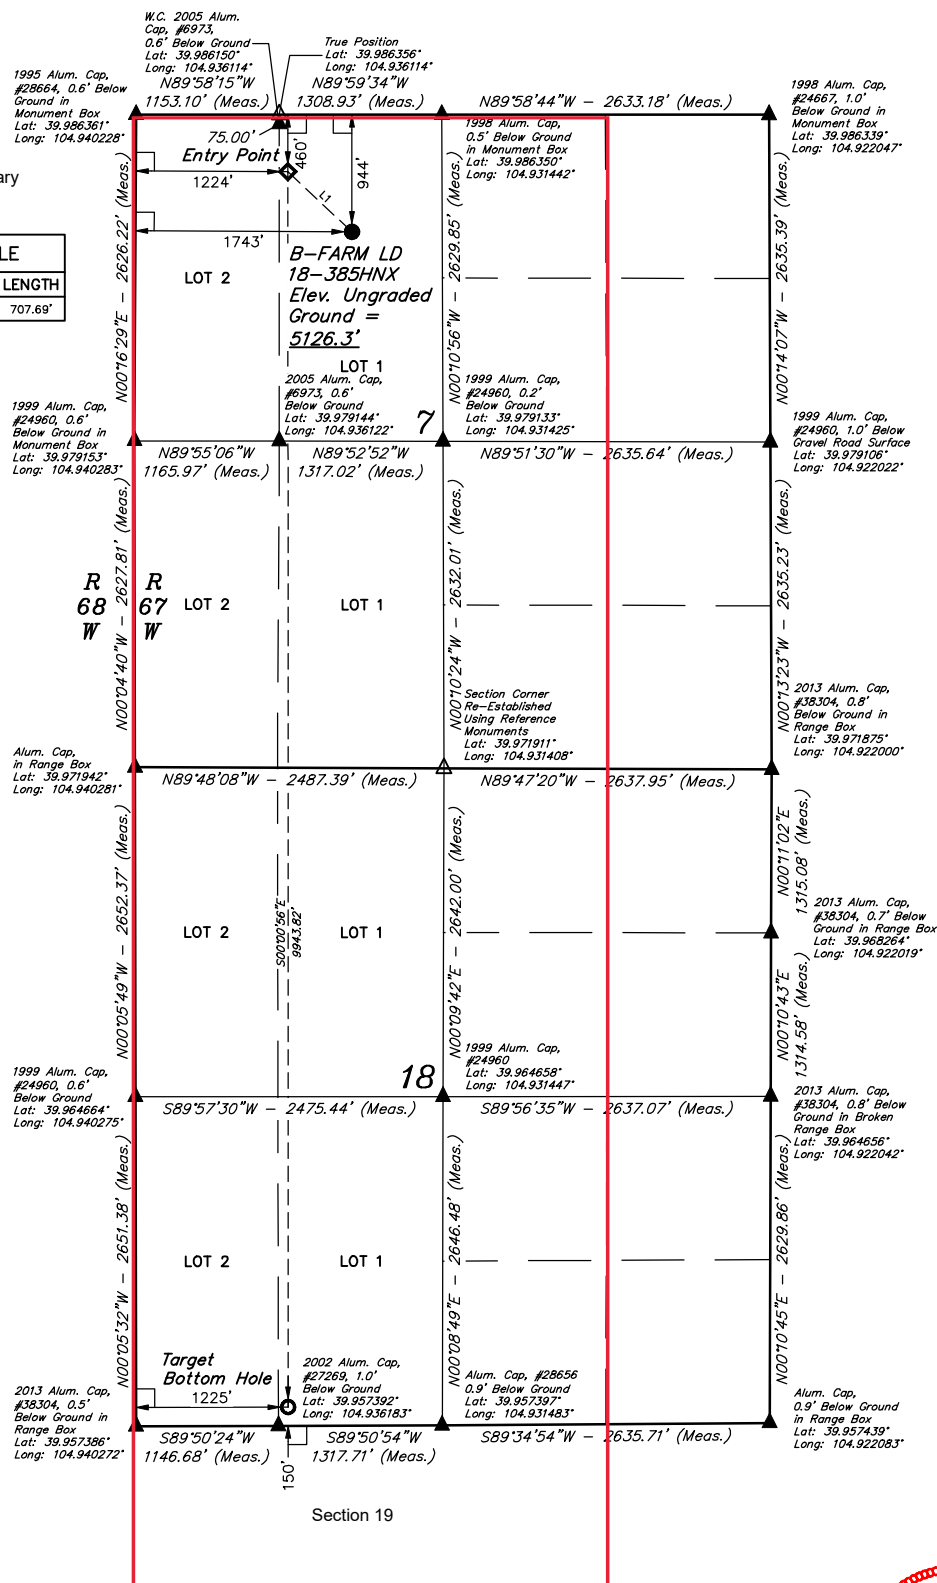 W.C. 2005 Alum.
Cap, #6973,
0.6' Below Ground
Lat: 39.986150°
Long: 104.936114°
True Position
Lat: 39.986356°
Long: 104.936114°
1995 Alum. Cap,
#28664, 0.6' Below
Ground in
Monument Box
Lat: 39.986361°
Long: 104.940228°
N89°58'15"W
1153.10' (Meas.)
N89°59'34"W
1308.93' (Meas.)
N89°58'44"W - 2633.18' (Meas.)
1998 Alum. Cap,
#24667, 1.0'
Below Ground in
Monument Box
Lat: 39.986339°
Long: 104.922047°
75.00'
Entry Point
1224'
460'
944'
L1
1743'
1998 Alum. Cap,
0.5' Below Ground
in Monument Box
Lat: 39.986350°
Long: 104.931442°
ary
LE
LENGTH
707.69'
B-FARM LD
18-385HNX
Elev. Ungraded
Ground =
5126.3'
LOT 2
LOT 1
N00°16'29"E - 2626.22' (Meas.)
N00°10'56"W - 2629.85' (Meas.)
N00°14'07"W - 2635.39' (Meas.)
1999 Alum. Cap,
#24960, 0.6'
Below Ground in
Monument Box
Lat: 39.979153°
Long: 104.940283°
2005 Alum. Cap,
#6973, 0.6'
Below Ground
Lat: 39.979144°
Long: 104.936122°
7
1999 Alum. Cap,
#24960, 0.2'
Below Ground
Lat: 39.979133°
Long: 104.931425°
1999 Alum. Cap,
#24960, 1.0' Below
Gravel Road Surface
Lat: 39.979106°
Long: 104.922022°
N89°55'06"W
1165.97' (Meas.)
N89°52'52"W
1317.02' (Meas.)
N89°51'30"W - 2635.64' (Meas.)
N00°04'40"W - 2627.81' (Meas.)
N00°10'24"W - 2632.01' (Meas.)
N00°13'23"W - 2635.23' (Meas.)
R
68
W
R
67
W
LOT 2
LOT 1
Section Corner
Re-Established
Using Reference
Monuments
Lat: 39.971911°
Long: 104.931408°
2013 Alum. Cap,
#38304, 0.8'
Below Ground in
Range Box
Lat: 39.971875°
Long: 104.922000°
Alum. Cap,
in Range Box
Lat: 39.971942°
Long: 104.940281°
N89°48'08"W - 2487.39' (Meas.)
N89°47'20"W - 2637.95' (Meas.)
N00°05'49"W - 2652.37' (Meas.)
S00°00'56"E
9943.82'
N00°09'42"E - 2642.00' (Meas.)
N00°11'02"E
1315.08' (Meas.)
LOT 2
LOT 1
2013 Alum. Cap,
#38304, 0.7' Below
Ground in Range Box
Lat: 39.968264°
Long: 104.922019°
N00°10'43"E
1314.58' (Meas.)
1999 Alum. Cap,
#24960, 0.6'
Below Ground
Lat: 39.964664°
Long: 104.940275°
18
1999 Alum. Cap,
#24960
Lat: 39.964658°
Long: 104.931447°
2013 Alum. Cap,
#38304, 0.8' Below
Ground in Broken
Range Box
Lat: 39.964656°
Long: 104.922042°
S89°57'30"W - 2475.44' (Meas.)
S89°56'35"W - 2637.07' (Meas.)
N00°05'32"W - 2651.38' (Meas.)
N00°08'49"E - 2646.48' (Meas.)
N00°10'45"E - 2629.86' (Meas.)
LOT 2
LOT 1
Target
Bottom Hole
1225'
2002 Alum. Cap,
#27269, 1.0'
Below Ground
Lat: 39.957392°
Long: 104.936183°
Alum. Cap, #28656
0.9' Below Ground
Lat: 39.957397°
Long: 104.931483°
2013 Alum. Cap,
#38304, 0.5'
Below Ground in
Range Box
Lat: 39.957386°
Long: 104.940272°
Alum. Cap,
0.9' Below Ground
in Range Box
Lat: 39.957439°
Long: 104.922083°
S89°50'24"W
1146.68' (Meas.)
S89°50'54"W
1317.71' (Meas.)
S89°34'54"W - 2635.71' (Meas.)
150'
Section 19